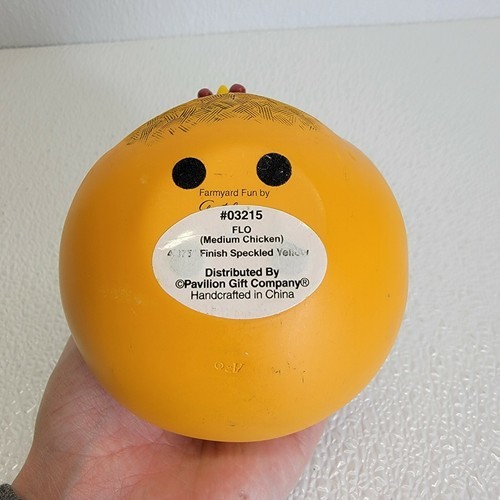 Farmyard Fun by
#03215
FLO
(Medium Chicken)
Finish Speckled Yellow
Distributed By
©Pavilion Gift Company®
Handcrafted in China